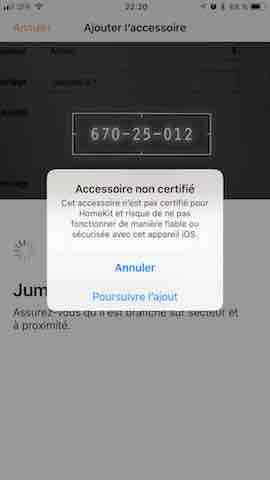 SFR 22:20 88 %
Annuler Ajouter l'accessoire
670-25-012
Accessoire non certifié
Cet accessoire n'est pas certifié pour
HomeKit et risque de ne pas
fonctionner de manière fiable ou
sécurisée avec cet appareil iOS.
Annuler
Poursuivre l'ajout
Jum
Assurez-vous qu'il est branché sur secteur et
à proximité.